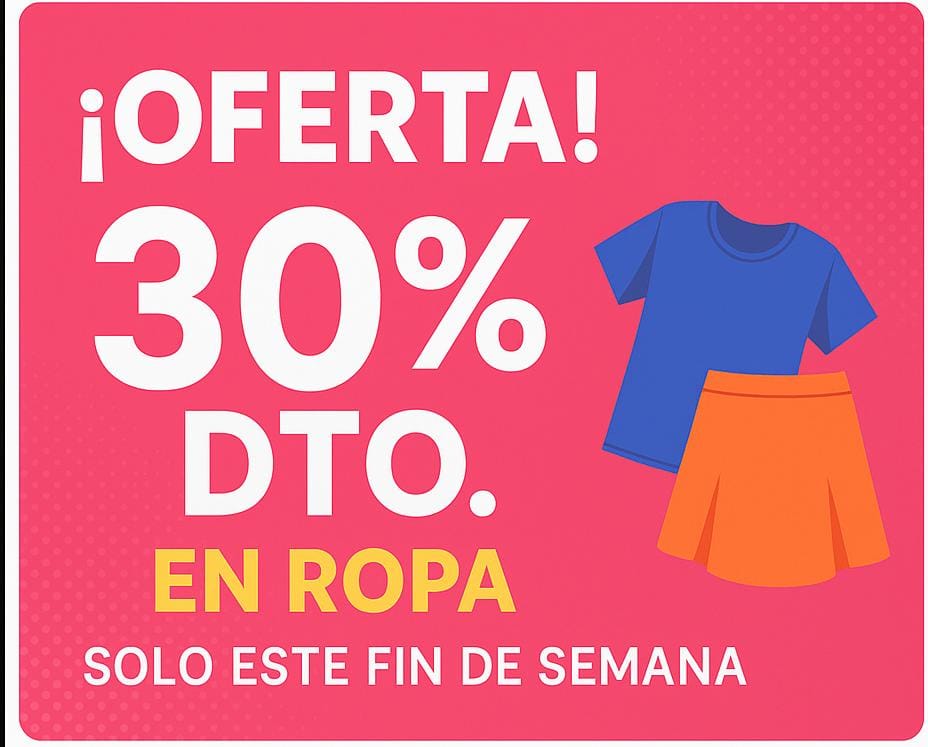 ¡OFERTA!
30%
DTO.
EN ROPA
SOLO ESTE FIN DE SEMANA